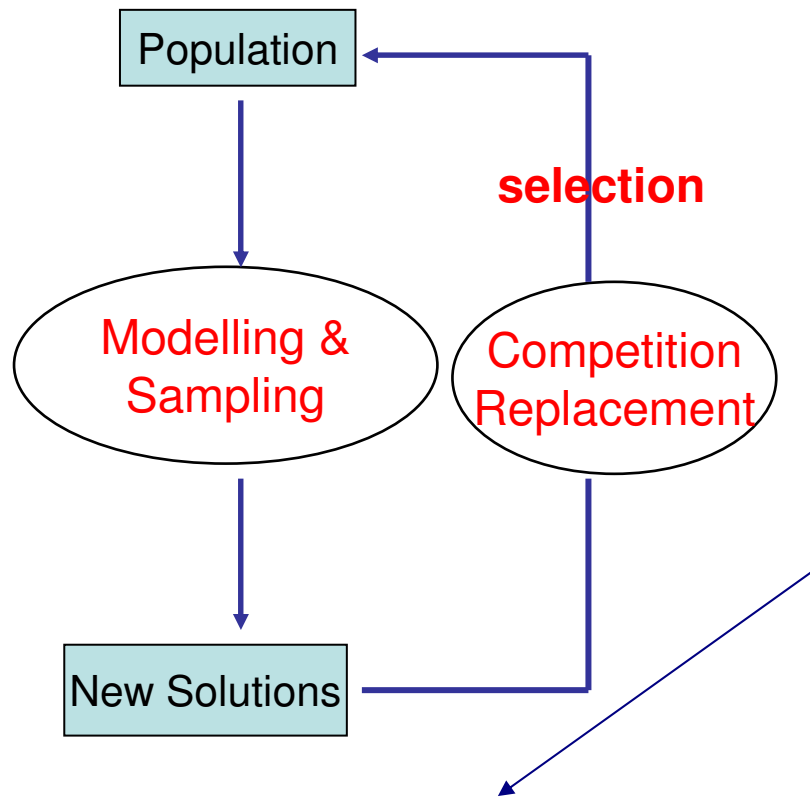 Population
selection
Modelling &
Sampling
Competition
Replacement
New Solutions